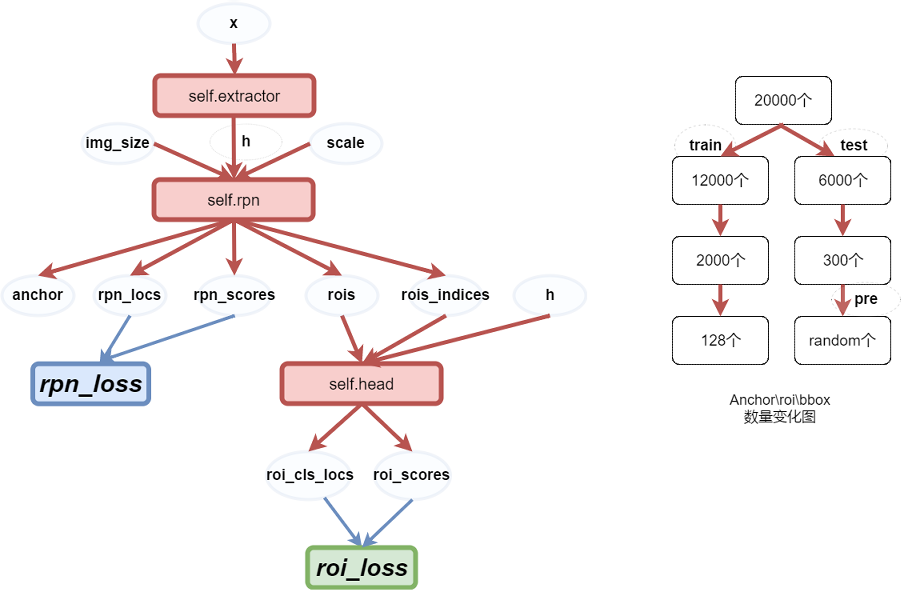 x
self.extractor
img_size
h
scale
self.rpn
anchor
rpn_locs
rpn_scores
rois
rois_indices
h
rpn_loss
self.head
roi_cls_locs
roi_scores
roi_loss
20000个
train
test
12000个
6000个
2000个
300个
pre
128个
random个
Anchor\roi\bbox
数量变化图